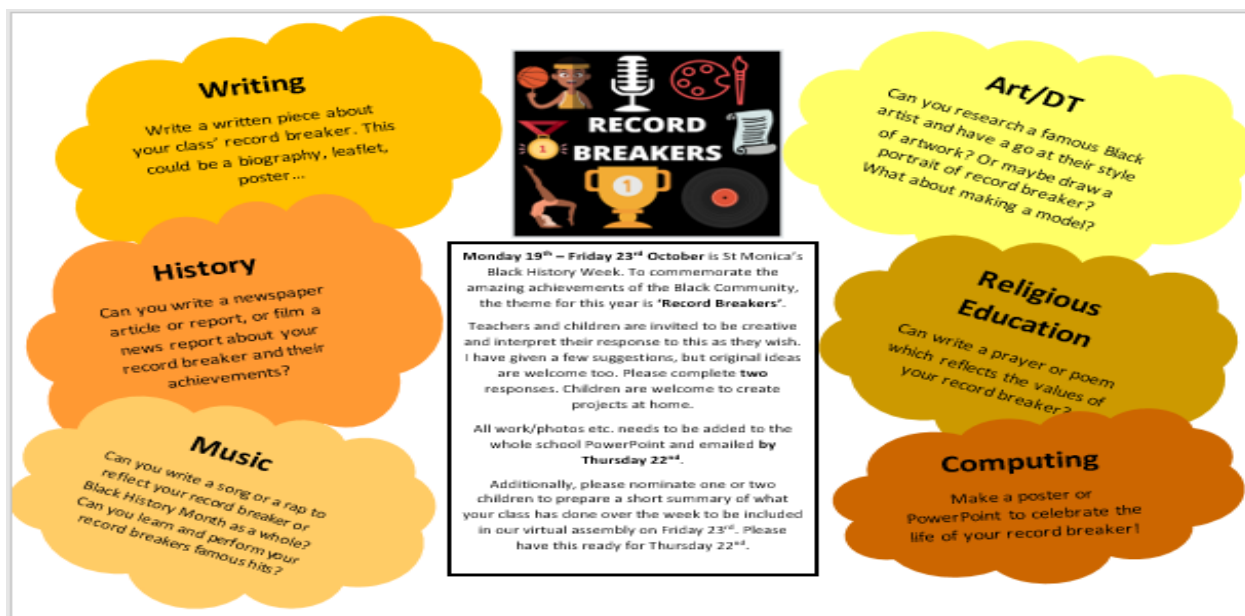 Writing
Write a written piece about
your class' record breaker. This
could be a biography, leaflet,
poster...
History
Can you write a newspaper
article or report, or film a
news report about your
record breaker and their
achievements?
Music
Can you write a song or a rap to
reflect your record breaker or
Black History Month as a whole?
Can you learn and perform your
record breakers famous hits?
1
RECORD
BREAKERS
1
Monday 19th – Friday 23rd October is St Monica's
Black History Week. To commemorate the
amazing achievements of the Black Community,
the theme for this year is 'Record Breakers'.
Teachers and children are invited to be creative
and interpret their response to this as they wish.
I have given a few suggestions, but original ideas
are welcome too. Please complete two
responses. Children are welcome to create
projects at home.
All work/photos etc. needs to be added to the
whole school PowerPoint and emailed by
Thursday 22nd.
Additionally, please nominate one or two
children to prepare a short summary of what
your class has done over the week to be included
in our virtual assembly on Friday 23rd. Please
have this ready for Thursday 22nd.
Art/DT
Can you research a famous Black
artist and have a go at their style
of artwork? Or maybe draw a
portrait of record breaker?
What about making a model?
Religious
Education
Can write a prayer or poem
which reflects the values of
your record breaker?
Computing
Make a poster or
PowerPoint to celebrate the
life of your record breaker!